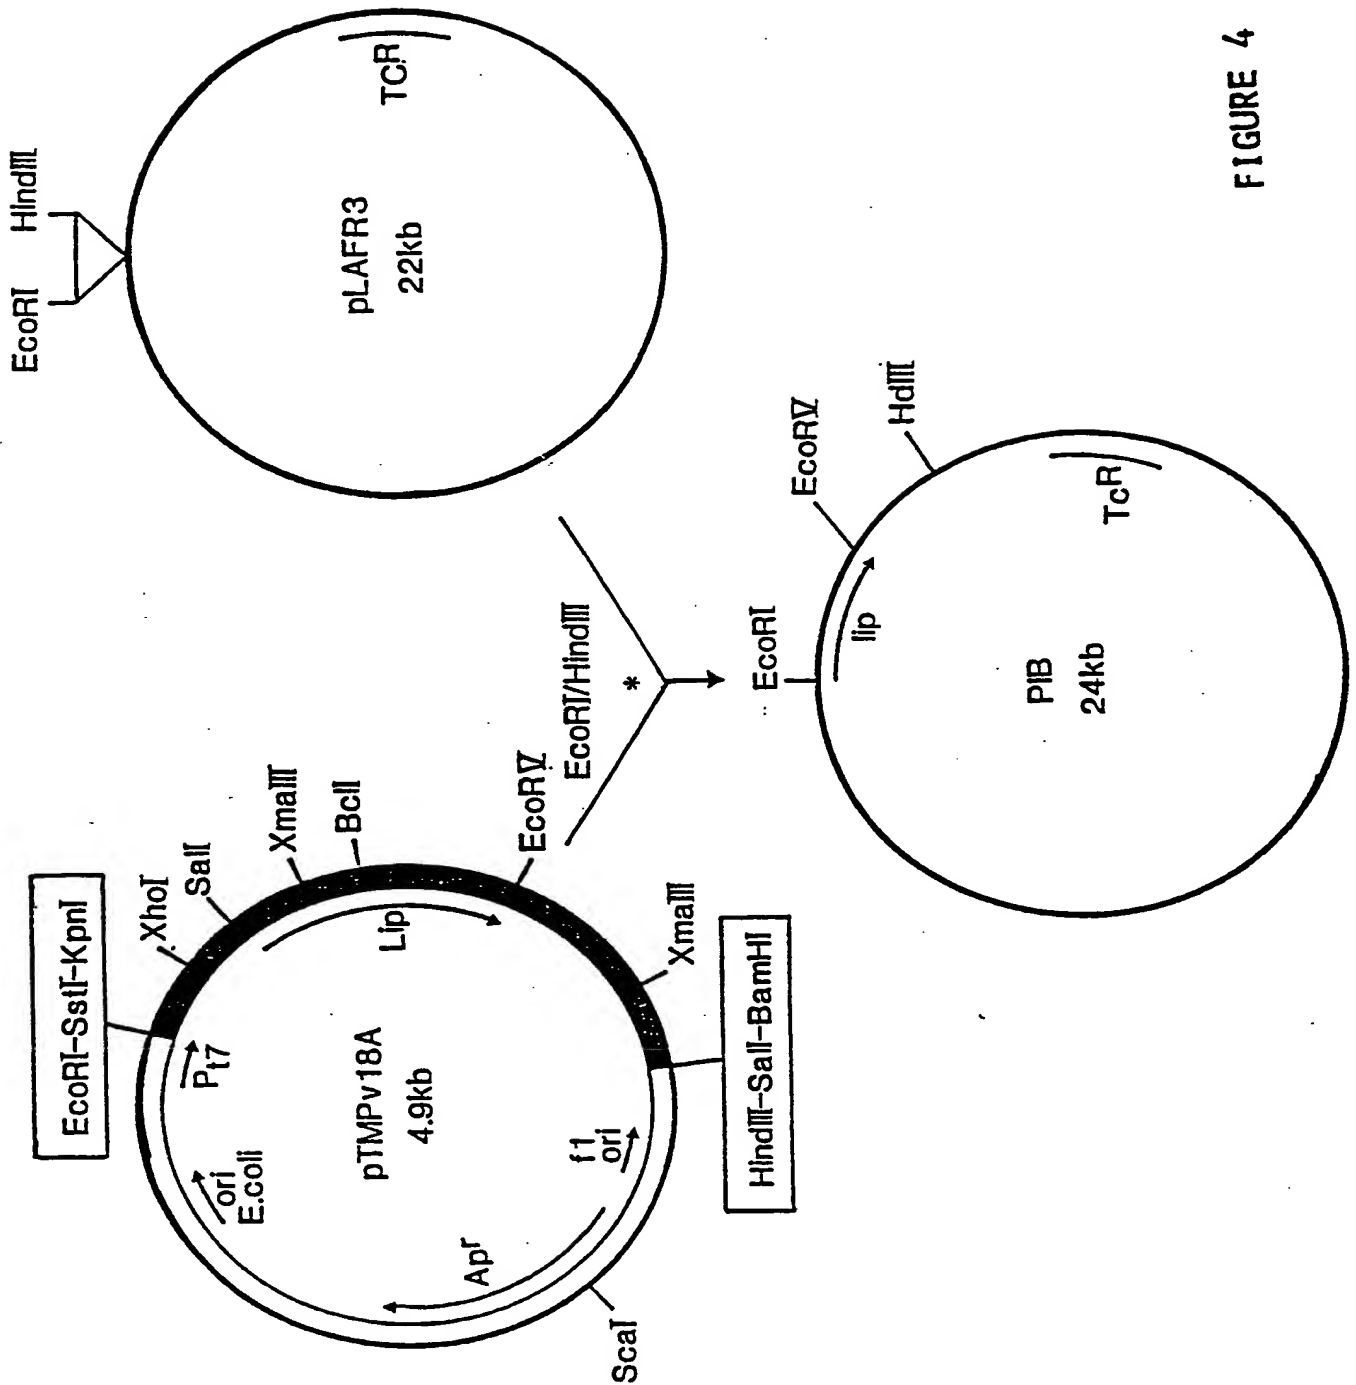 EcoRI-SstI-KpnI
XhoI
SalI
XmaIII
BclI
EcoRV
XmaIII
HindIII-SalI-BamHI
ScaI
Pt7
ori
E.coli
Lip
pTMPv18A
4.9kb
f1
ori
Apr
EcoRI
HindIII
pLAFR3
22kb
TCR
EcoRI/HindIII
*
EcoRI
EcoRV
HdIII
lip
PIB
24kb
TcR
FIGURE 4